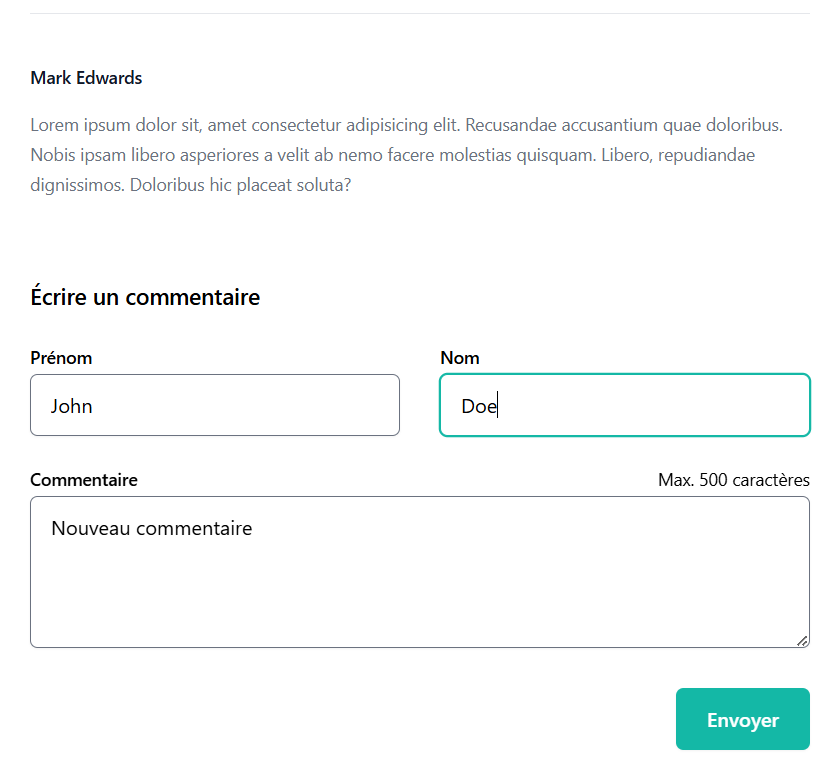 Mark Edwards
Lorem ipsum dolor sit, amet consectetur adipisicing elit. Recusandae accusantium quae doloribus.
Nobis ipsam libero asperiores a velit ab nemo facere molestias quisquam. Libero, repudiandae
dignissimos. Doloribus hic placeat soluta?
Écrire un commentaire
Prénom
Nom
John
Doe
Commentaire
Max. 500 caractères
Nouveau commentaire
Envoyer